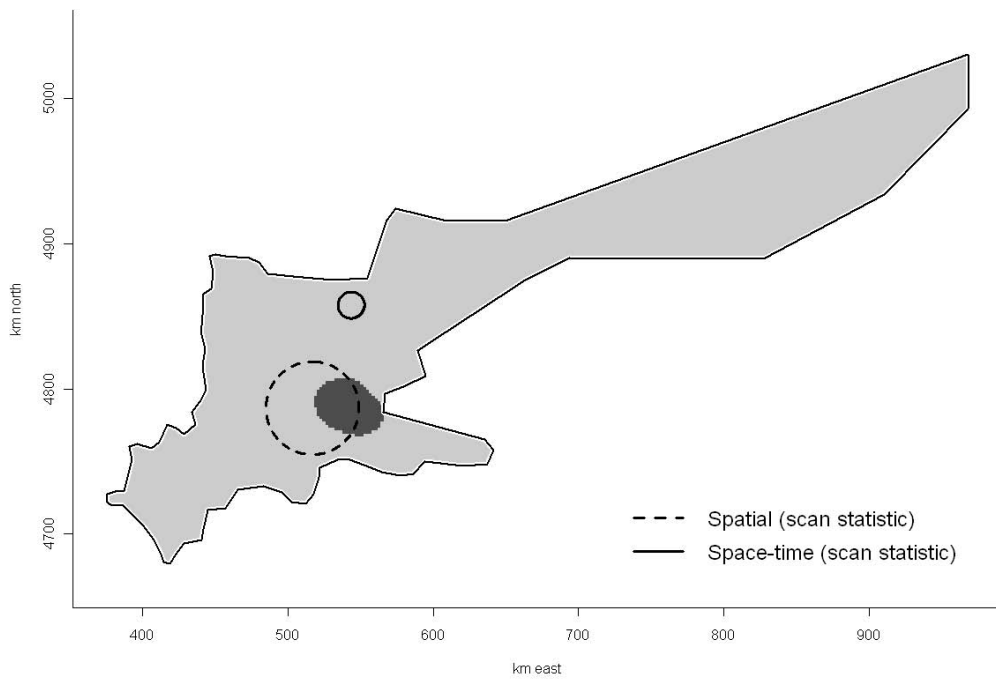 5000
4900
4800
4700
km north
Spatial (scan statistic)
Space-time (scan statistic)
400 500 600 700 800 900
km east